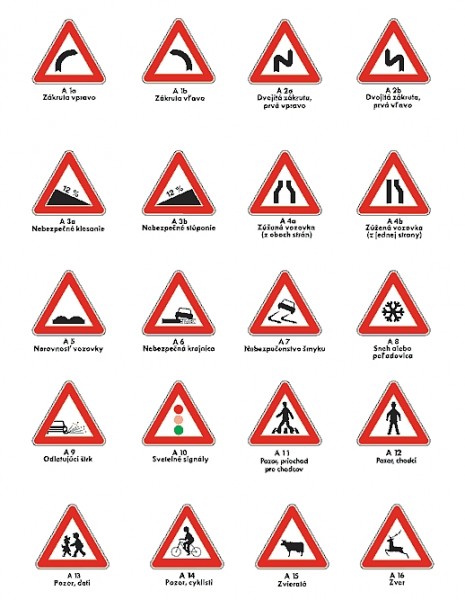 A 1a
Zákruta vpravo
A 1b
Zákruta vľavo
A 2a
Dvojitá zákruta,
prvá vpravo
A 2b
Dvojitá zákruta,
prvá vľavo
12 %
A 3a
Nebezpečné klesanie
12 %
A 3b
Nebezpečné stúpanie
A 4a
Zúžená vozovka
(z oboch strán)
A 4b
Zúžená vozovka
(z jednej strany)
A 5
Nerovnosť vozovky
A 6
Nebezpečná krajnica
A 7
Nebezpečenstvo šmyku
A 8
Sneh alebo
poľadovica
A 9
Odletujúci štrk
A 10
Svetelné signály
A 11
Pozor, priechod
pre chodcov
A 12
Pozor, chodci
A 13
Pozor, deti
A 14
Pozor, cyklisti
A 15
Zvieratá
A 16
Zver